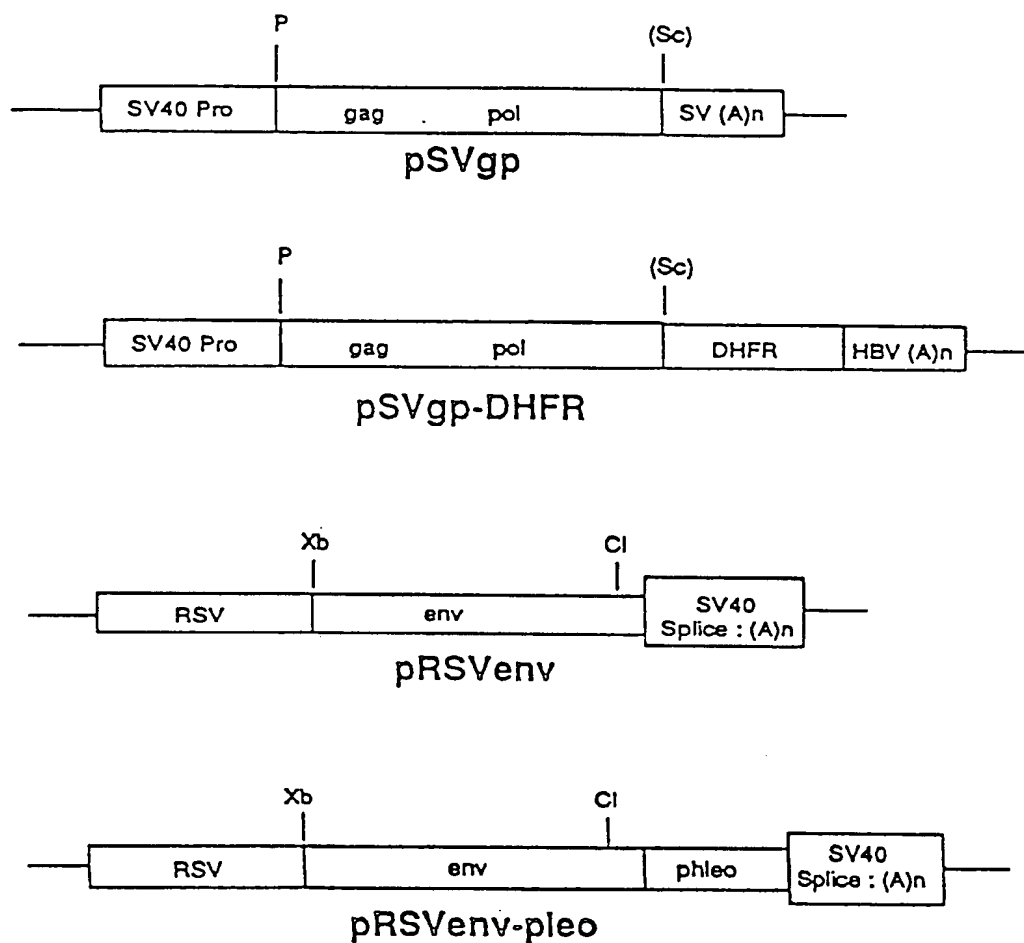 P (Sc)
SV40 Pro gag pol SV (A)n
pSVgp
P (Sc)
SV40 Pro gag pol DHFR HBV (A)n
pSVgp-DHFR
Xb Cl
RSV env SV40
Splice : (A)n
pRSVenv
Xb Cl
RSV env phleo SV40
Splice : (A)n
pRSVenv-pleo